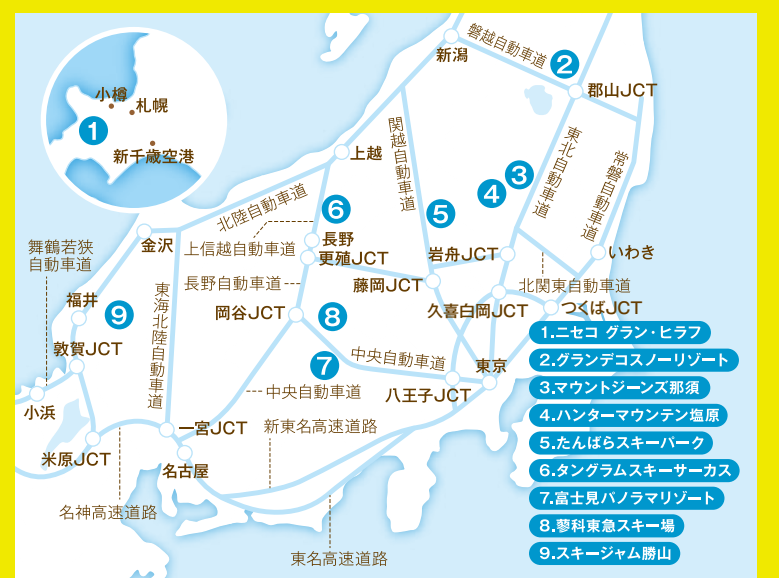 小樽
札幌
1
新千歳空港
新潟
磐越自動車道
2
郡山JCT
関越自動車道
東北自動車道
常磐自動車道
上越
3
4
北陸自動車道
6
5
金沢
上信越自動車道
長野
更殖JCT
岩舟JCT
いわき
舞鶴若狭
自動車道
長野自動車道
藤岡JCT
北関東自動車道
福井
9
東海北陸自動車道
岡谷JCT
8
久喜白岡JCT
つくばJCT
敦賀JCT
7
中央自動車道
東京
小浜
中央自動車道
八王子JCT
米原JCT
一宮JCT
新東名高速道路
名古屋
名神高速道路
東名高速道路
1.ニセコ グラン・ヒラフ
2.グランデコスノーリゾート
3.マウントジーンズ那須
4.ハンターマウンテン塩原
5.たんばらスキーパーク
6.タングラムスキーサーカス
7.富士見パノラマリゾート
8.蓼科東急スキー場
9.スキージャム勝山